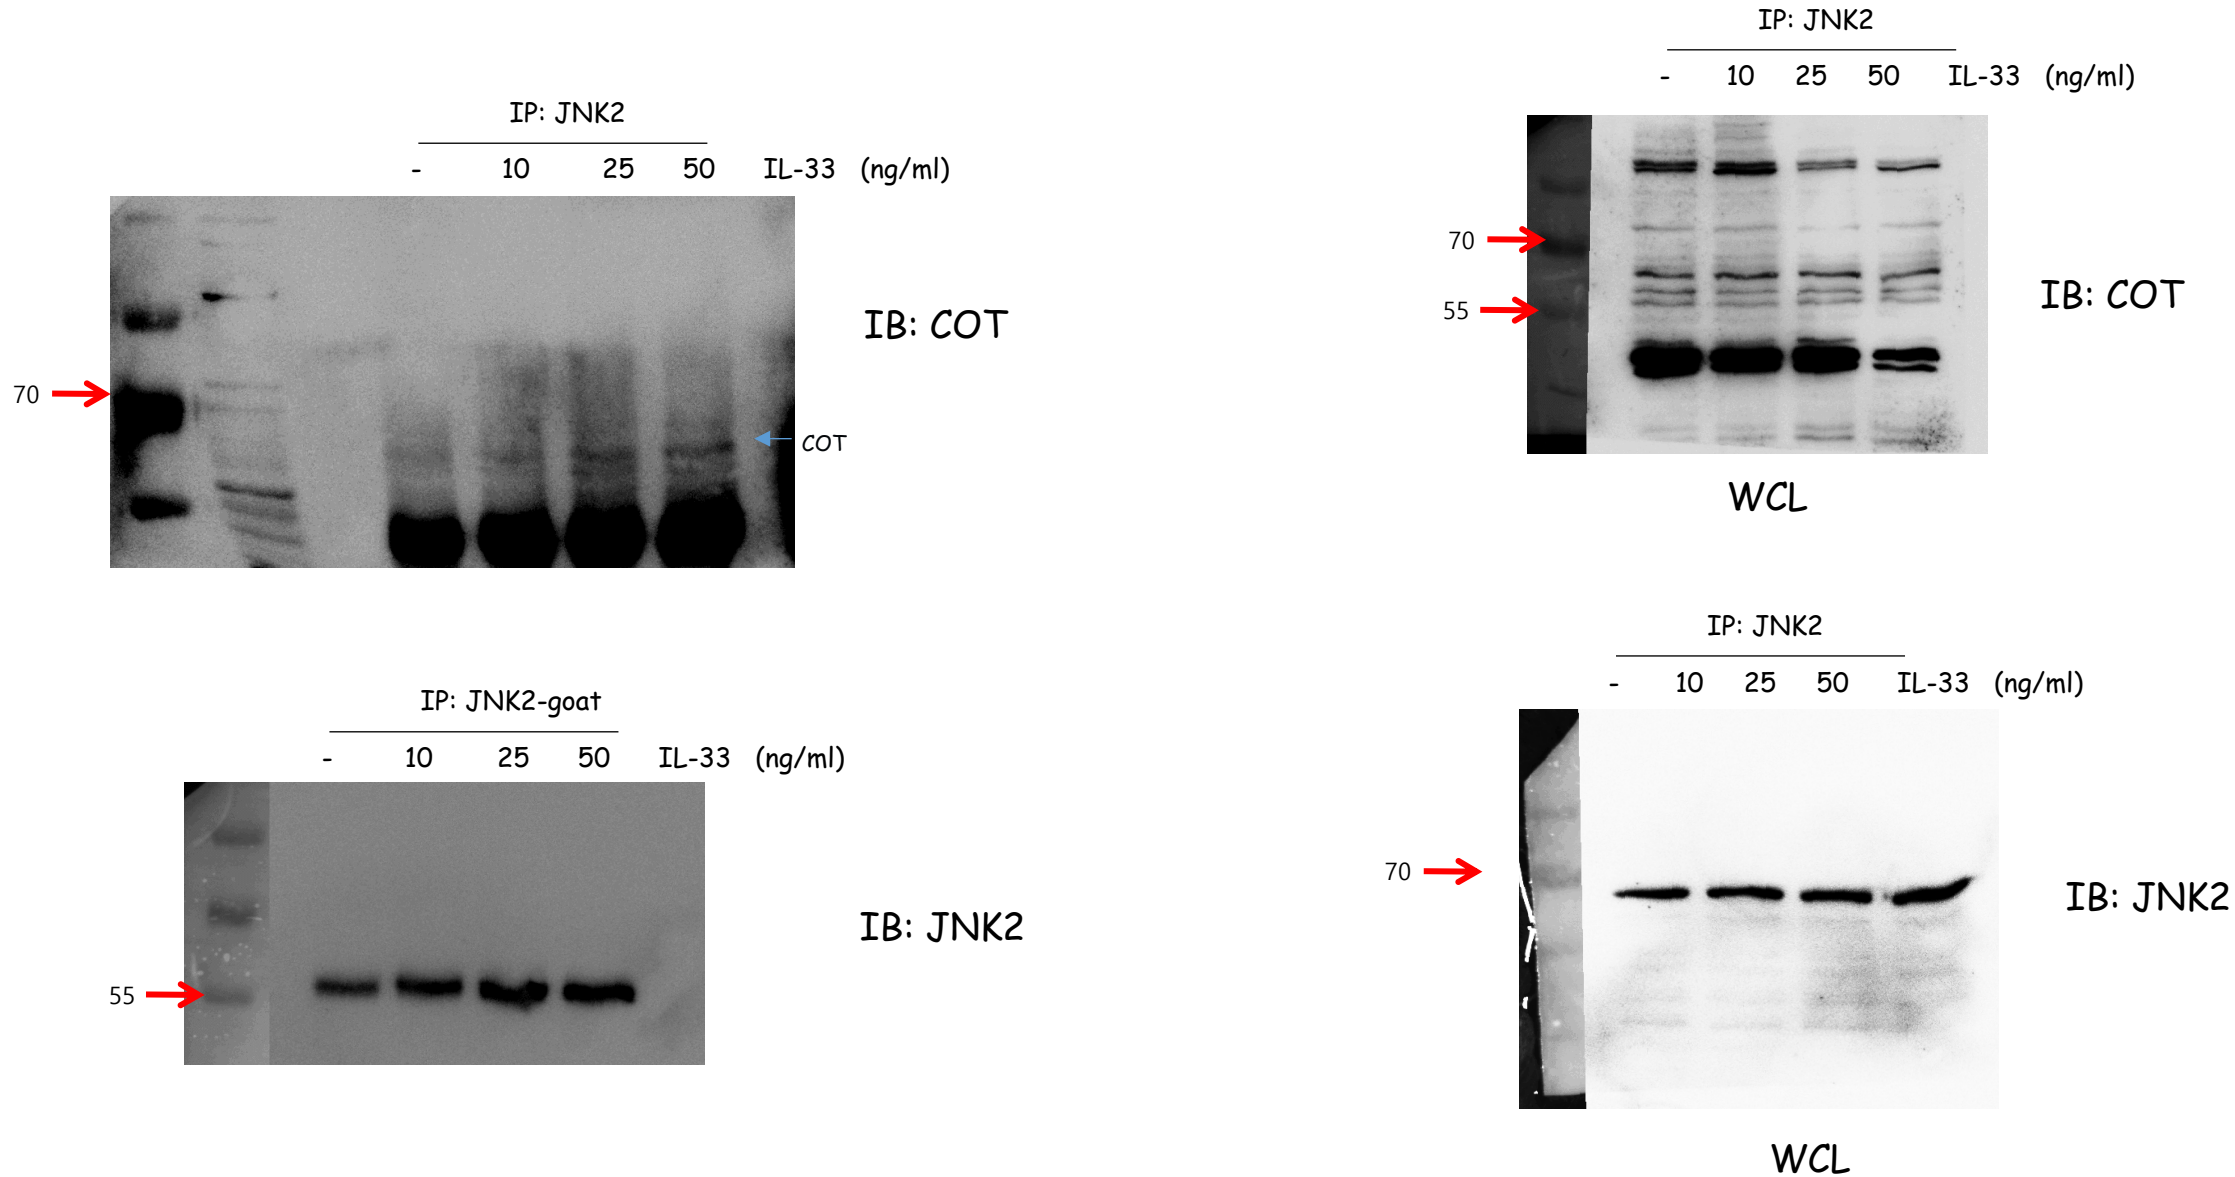 IP: JNK2
- 10 25 50 IL-33 (ng/ml)
70
COT
IB: COT
IP: JNK2
- 10 25 50 IL-33 (ng/ml)
70
55
IB: COT
WCL
IP: JNK2-goat
- 10 25 50 IL-33 (ng/ml)
55
IB: JNK2
IP: JNK2
- 10 25 50 IL-33 (ng/ml)
70
IB: JNK2
WCL